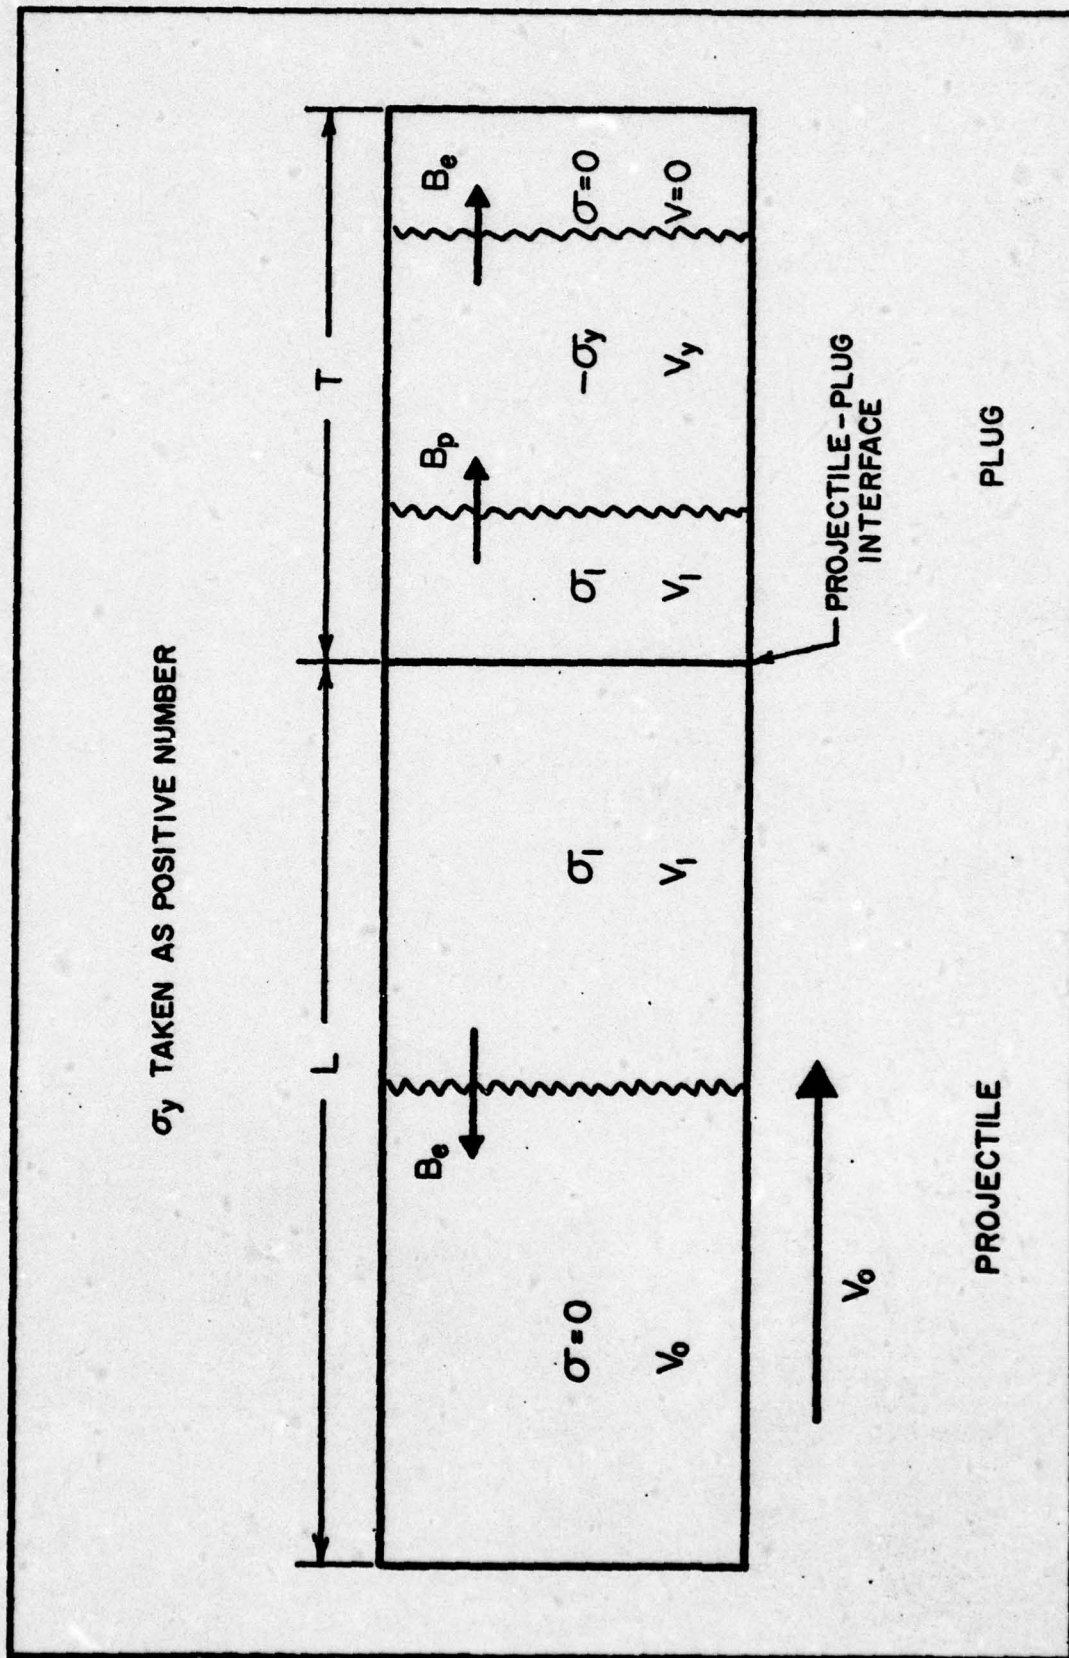 σy TAKEN AS POSITIVE NUMBER
L
T
Be
Bp
Be
σ=0
V₀
σ₁
V₁
σ₁
V₁
-σy
Vy
σ=0
V=0
V₀
PROJECTILE-PLUG
INTERFACE
PROJECTILE
PLUG